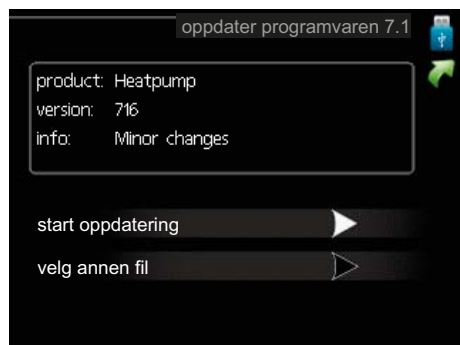 oppdater programvaren 7.1
product: Heatpump
version: 716
info: Minor changes
start oppdatering
velg annen fil